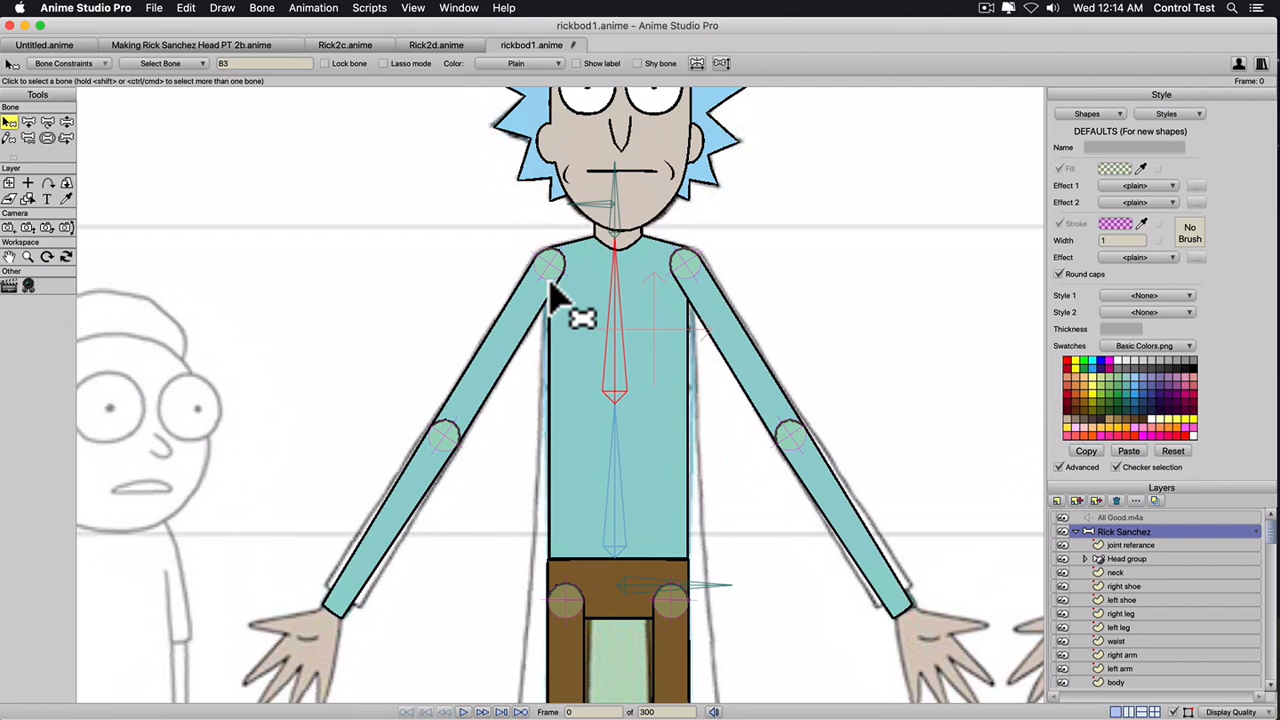 Anime Studio Pro File Edit Draw Bone Animation Scripts View Window Help Wed 12:14 AM Control Test
rickbod1.anime - Anime Studio Pro
Untitled.anime Making Rick Sanchez Head PT 2b.anime Rick2c.anime Rick2d.anime rickbod1.anime
Bone Constraints Select Bone B3 Lock bone Lasso mode Color: Plain Show label Shy bone
Click to select a bone (hold <shift> or <ctrl/cmd> to select more than one bone) Frame: 0
Tools
Bone
Layer
Camera
Workspace
Other
Style
Shapes Styles
DEFAULTS (For new shapes)
Name
Fill
Effect 1 <plain> ...
Effect 2 <plain> ...
Stroke
No Brush
Width 1
Effect <plain> ...
Round caps
Style 1 <None>
Style 2 <None>
Thickness
Swatches Basic Colors.png
Copy Paste Reset
Advanced Checker selection
Layers
All Good.m4a
Rick Sanchez
joint referance
Head group
neck
right shoe
left shoe
right leg
left leg
waist
right arm
left arm
body
Frame 0 of 300 Display Quality